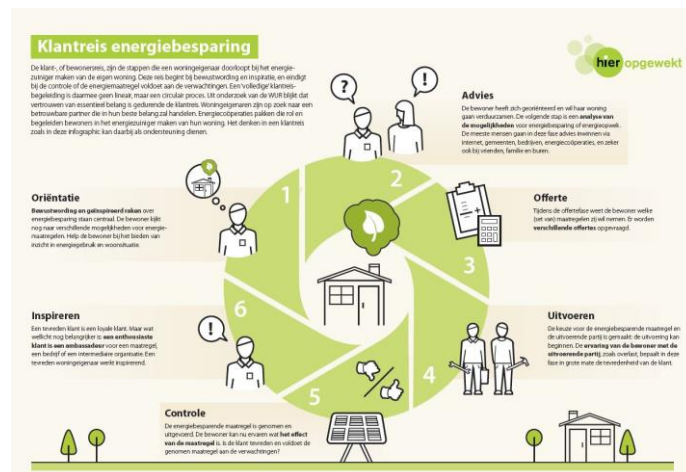 Klantreis energiebesparing
hier opgewekt
De klant-, of bewonersreis, zijn de stappen die een woningeigenaar doorloopt bij het energie-
zuiniger maken van de eigen woning. Deze reis begint bij bewustwording en inspiratie, en eindigt
bij de controle of de energiemaatregel voldoet aan de verwachtingen. Een 'volledige' klantreis-
begeleiding is daarmee geen lineair, maar een circulair proces. Uit onderzoek van de WUR blijkt dat
vertrouwen van essentieel belang is gedurende de klantreis. Woningeigenaren zijn op zoek naar een
betrouwbare partner die in hun beste belang zal handelen. Energiecoöperaties pakken die rol en
begeleiden bewoners in het energiezuiniger maken van hun woning. Het denken in een klantreis
zoals in deze infographic kan daarbij als ondersteuning dienen.
?
!
Advies
De bewoner heeft zich georiënteerd en wil haar woning
gaan verduurzamen. De volgende stap is een analyse van
de mogelijkheden voor energiebesparing of energieopwek.
De meeste mensen gaan in deze fase advies inwinnen via
internet, gemeenten, bedrijven, energiecoöperaties, en zeker
ook bij vrienden, familie en buren.
Oriëntatie
Bewustwording en geïnspireerd raken over
energiebesparing staan centraal. De bewoner kijkt
nog naar verschillende mogelijkheden voor energie-
maatregelen. Help de bewoner bij het bieden van
inzicht in energiegebruik en woonsituatie.
1
2
Offerte
Tijdens de offertefase weet de bewoner welke
(set van) maatregelen zij wil nemen. Er worden
verschillende offertes opgevraagd.
3
Inspireren
Een tevreden klant is een loyale klant. Maar wat
wellicht nog belangrijker is: een enthousiaste
klant is een ambassadeur voor een maatregel,
een bedrijf of een intermediaire organisatie. Een
tevreden woningeigenaar werkt inspirerend.
!
6
Uitvoeren
De keuze voor de energiebesparende maatregel en
de uitvoerende partij is gemaakt: de uitvoering kan
beginnen. De ervaring van de bewoner met de
uitvoerende partij, zoals overlast, bepaalt in deze
fase in grote mate de tevredenheid van de klant.
5
4
Controle
De energiebesparende maatregel is genomen en
uitgevoerd. De bewoner kan nu ervaren wat het effect
van de maatregel is. Is de klant tevreden en voldoet de
genomen maatregel aan de verwachtingen?